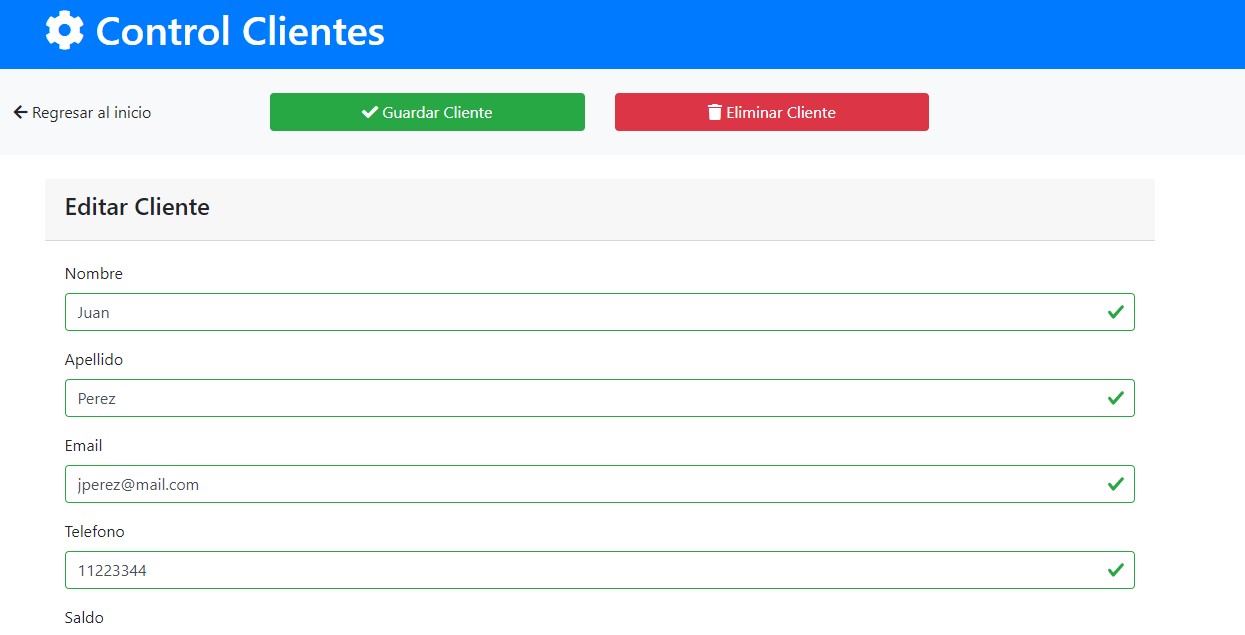 Control Clientes
Regresar al inicio
Guardar Cliente
Eliminar Cliente
Editar Cliente
Nombre
Juan
Apellido
Perez
Email
jperez@mail.com
Telefono
11223344
Saldo